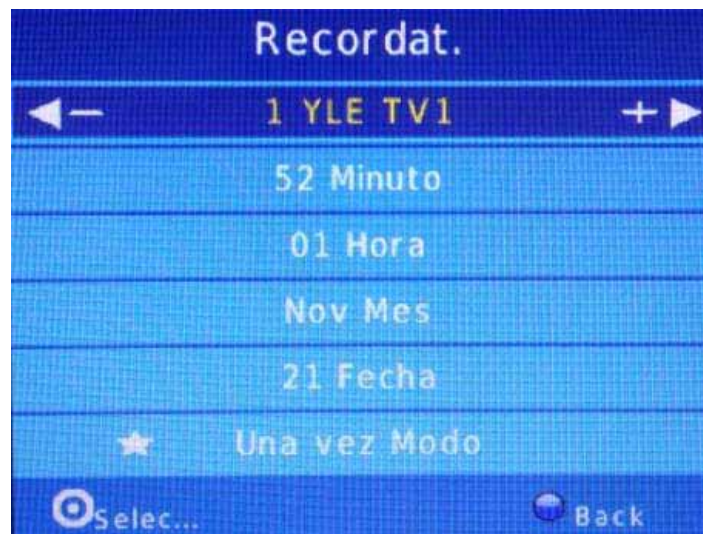 Recordat.
1 YLE TV1
52 Minuto
01 Hora
Nov Mes
21 Fecha
Una vez Modo
Selec... Back